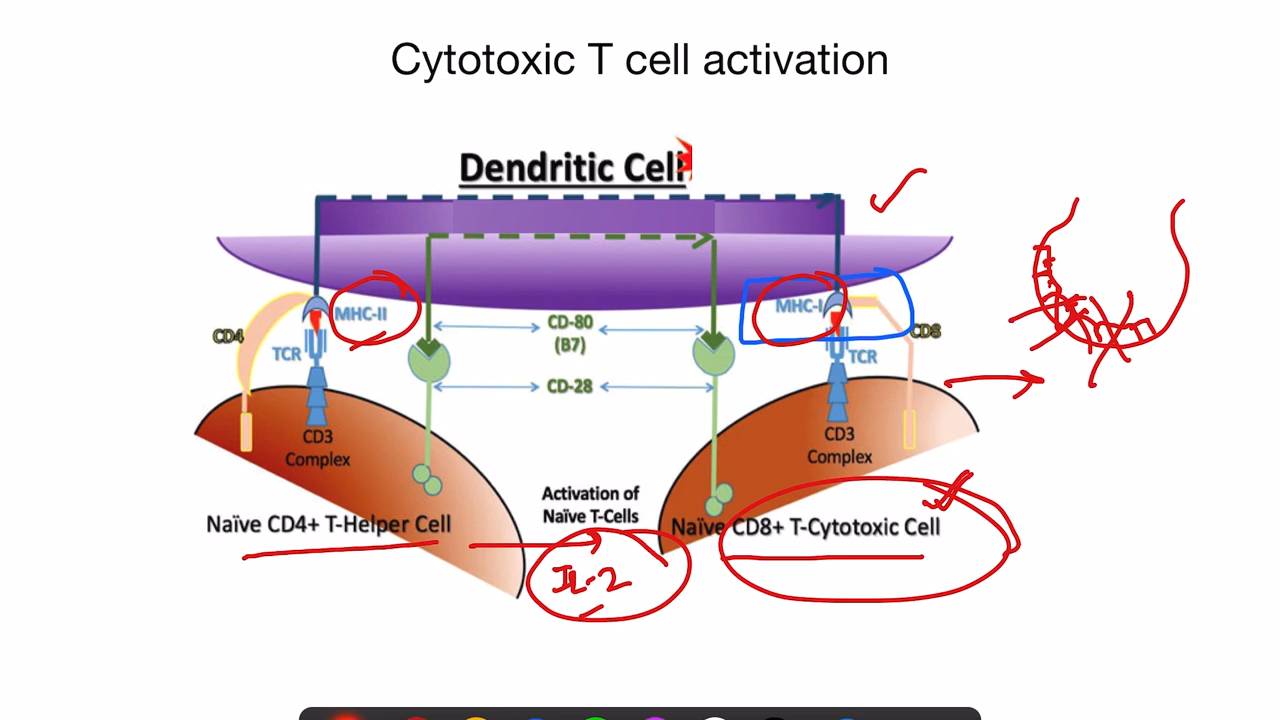 Cytotoxic T cell activation
Dendritic Cell
MHC-II
MHC-I
CD4
CD-80
(B7)
CD8
TCR
TCR
CD-28
CD3
Complex
CD3
Complex
Activation of
Naïve T-Cells
Naïve CD4+ T-Helper Cell
Naïve CD8+ T-Cytotoxic Cell
IL-2